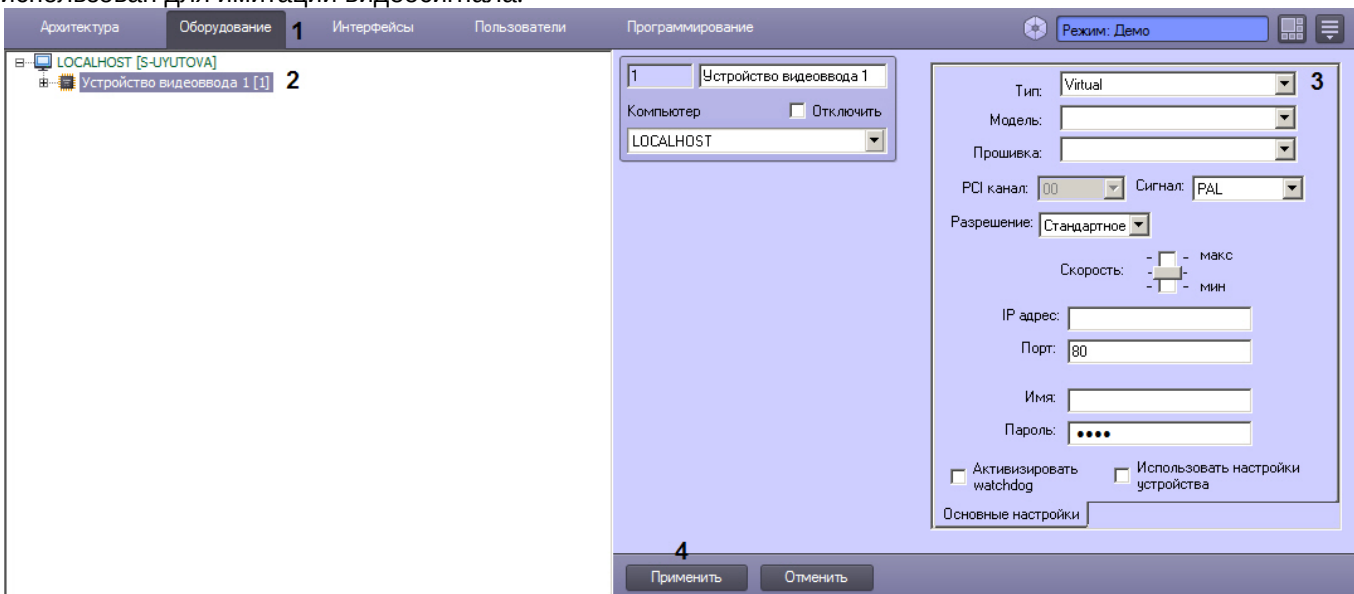 использован для имитации видеосигнала.
Архитектура Оборудование 1 Интерфейсы Пользователи Программирование Режим: Демо
LOCALHOST [S-UYUTOVA]
Устройство видеоввода 1 [1] 2
1 Устройство видеоввода 1
Компьютер Отключить
LOCALHOST
Тип: Virtual 3
Модель:
Прошивка:
PCI канал: 00 Сигнал: PAL
Разрешение: Стандартное
макс
Скорость:
мин
IP адрес:
Порт: 80
Имя:
Пароль: ●●●●
Активизировать watchdog
Использовать настройки устройства
Основные настройки
4
Применить Отменить